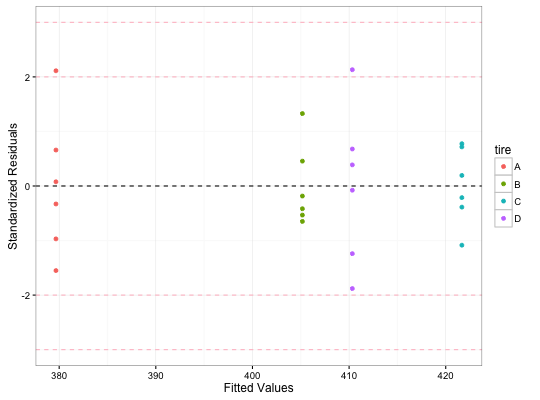 Standardized Residuals
2
0
-2
380
390
400
410
420
Fitted Values
tire
A
B
C
D